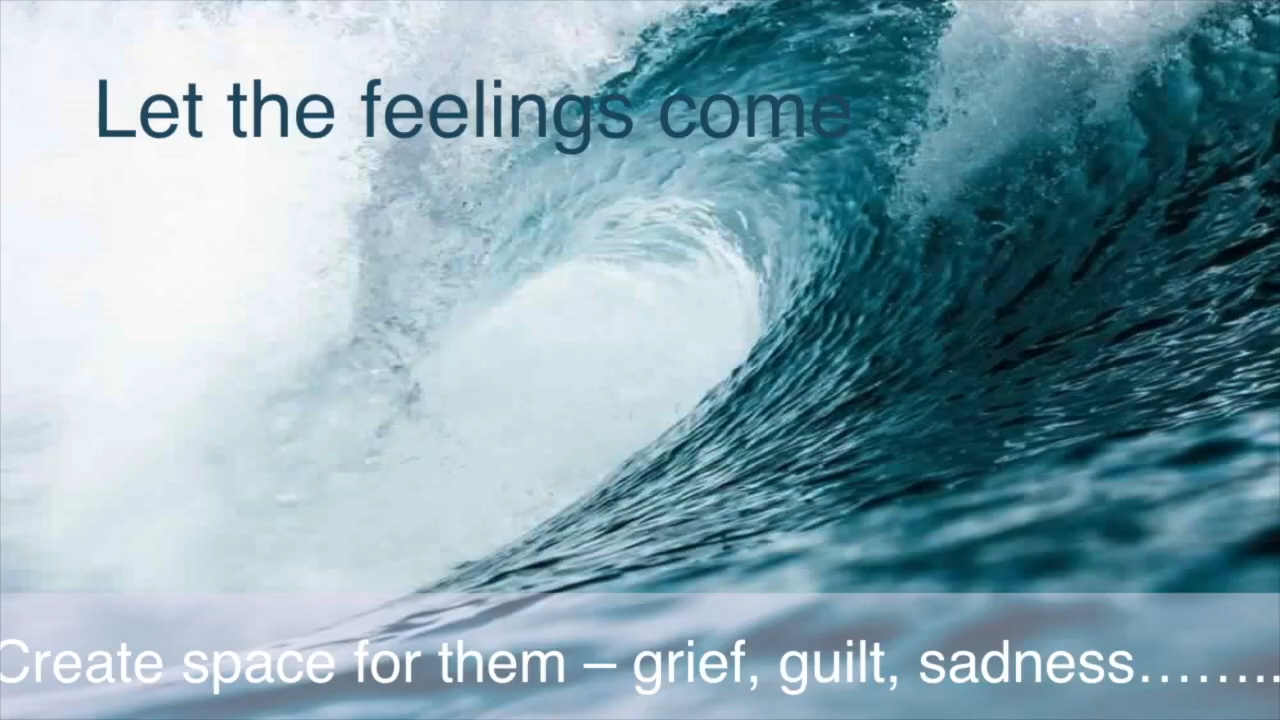 Let the feelings come
Create space for them – grief, guilt, sadness……..